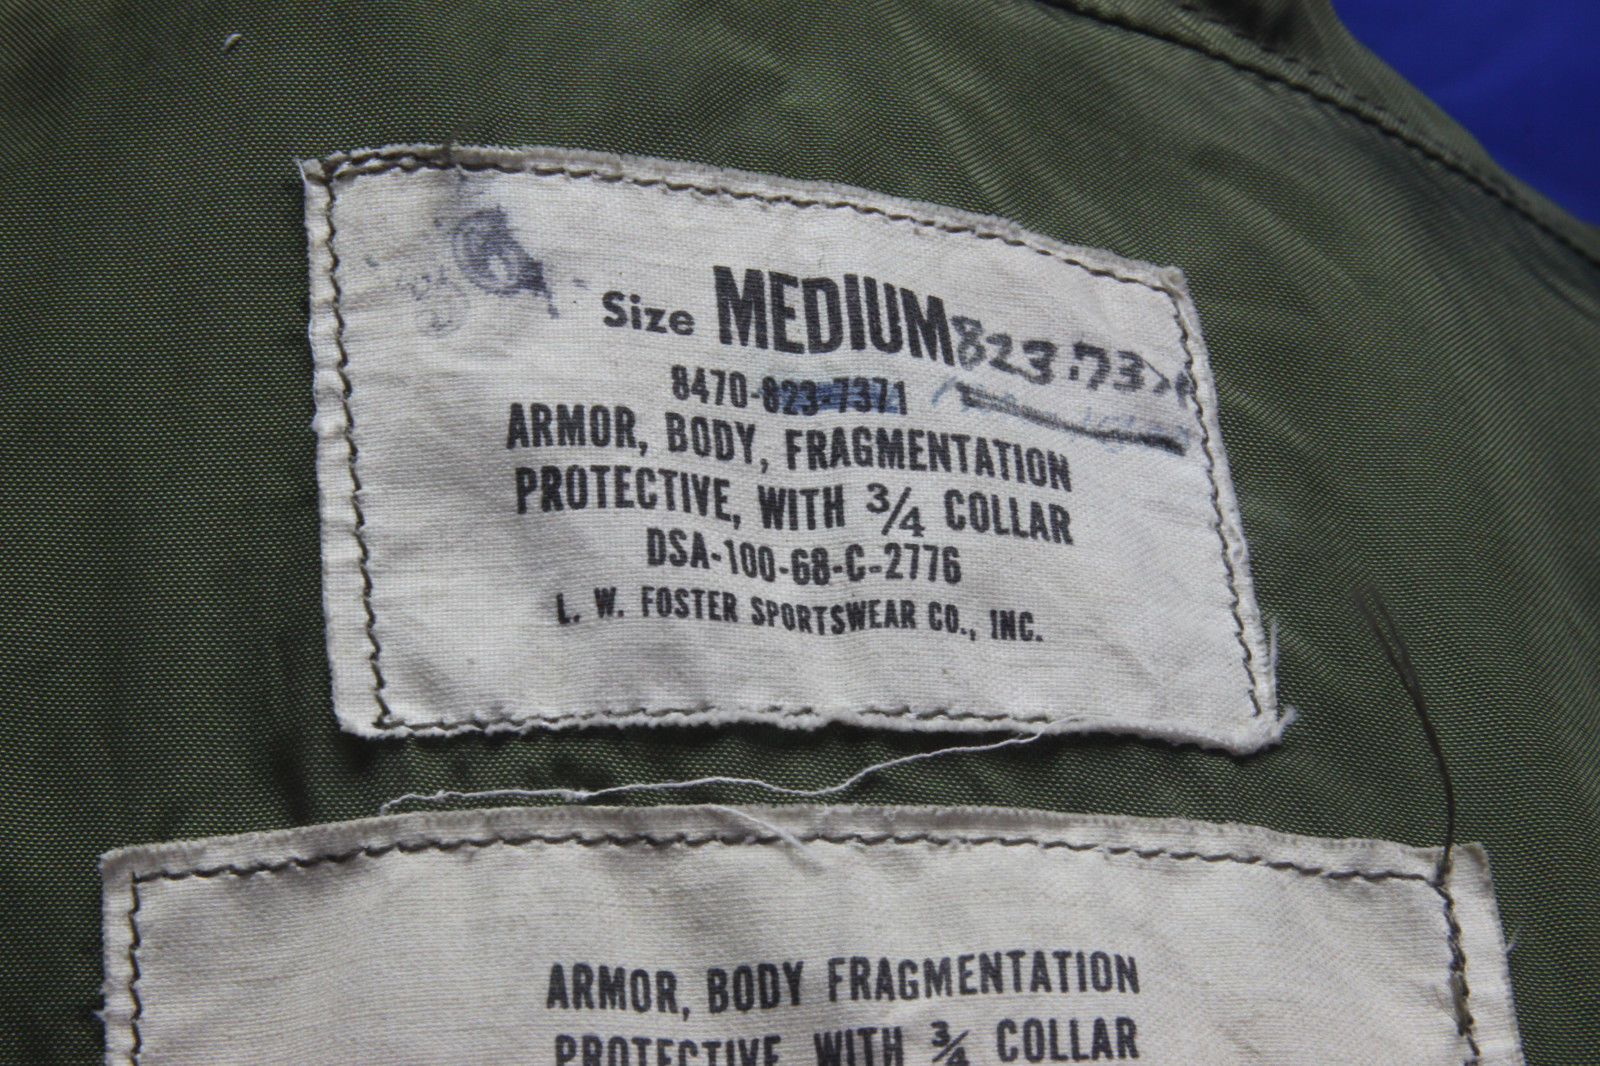 Size MEDIUM 823.73
8470-823-7371
ARMOR, BODY, FRAGMENTATION
PROTECTIVE, WITH 3/4 COLLAR
DSA-100-68-C-2776
L. W. FOSTER SPORTSWEAR CO., INC.
ARMOR, BODY FRAGMENTATION
PROTECTIVE, WITH 3/4 COLLAR